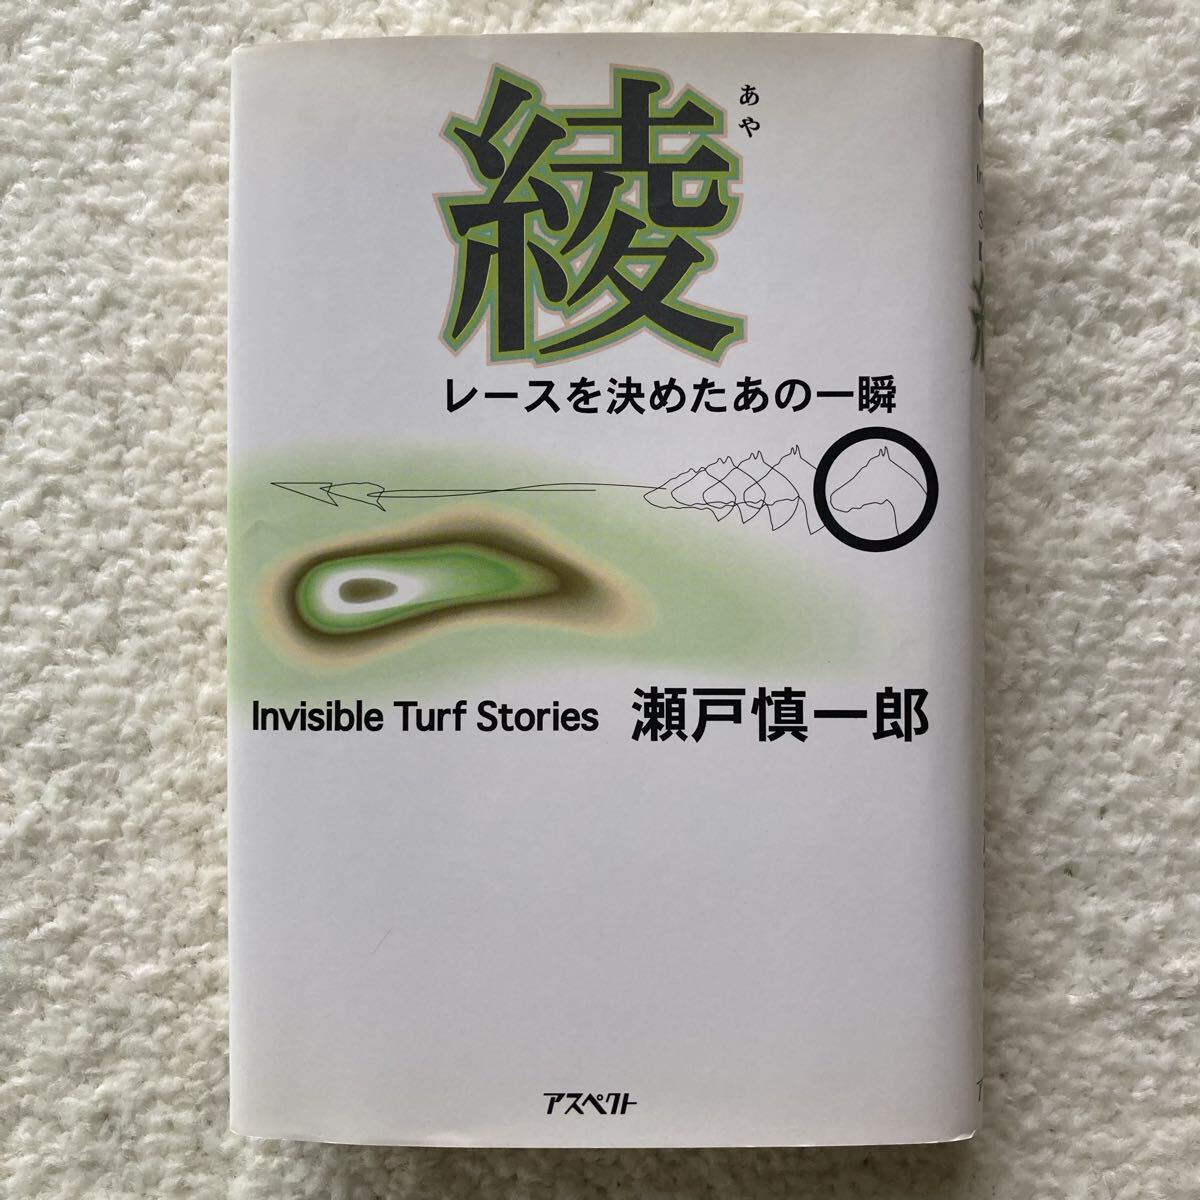 綾
あや
レースを決めたあの一瞬
Invisible Turf Stories 瀬戸慎一郎
アスペクト